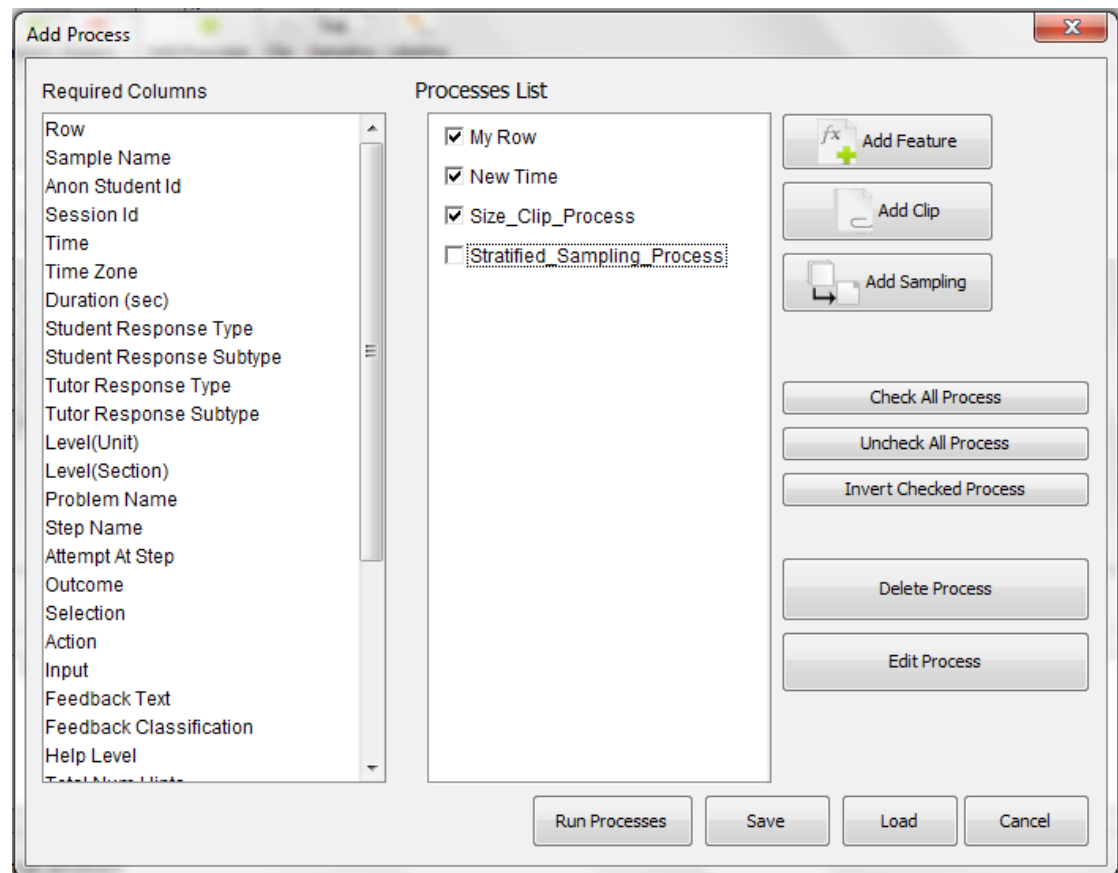 Add Process
Required Columns
Row
Sample Name
Anon Student Id
Session Id
Time
Time Zone
Duration (sec)
Student Response Type
Student Response Subtype
Tutor Response Type
Tutor Response Subtype
Level(Unit)
Level(Section)
Problem Name
Step Name
Attempt At Step
Outcome
Selection
Action
Input
Feedback Text
Feedback Classification
Help Level
Total Num Hints
Processes List
My Row
New Time
Size_Clip_Process
Stratified_Sampling_Process
fx Add Feature
Add Clip
Add Sampling
Check All Process
Uncheck All Process
Invert Checked Process
Delete Process
Edit Process
Run Processes
Save
Load
Cancel